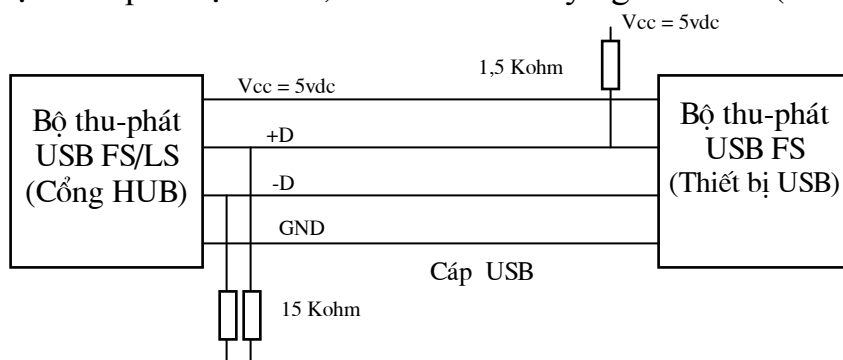 Vcc = 5vdc
1,5 Kohm
Vcc = 5vdc
Bộ thu-phát
USB FS/LS
(Cổng HUB)
+D
-D
GND
Bộ thu-phát
USB FS
(Thiết bị USB)
Cáp USB
15 Kohm